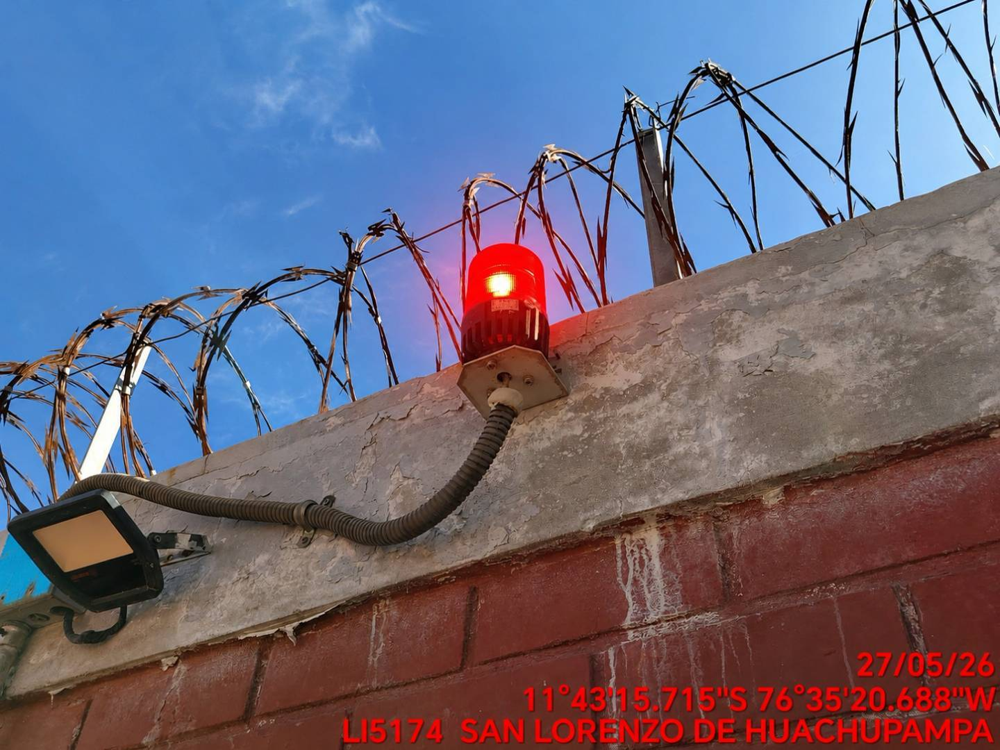 27/05/26
11°43'15.715"S 76°35'20.688"W
LI5174 SAN LORENZO DE HUACHUPAMPA